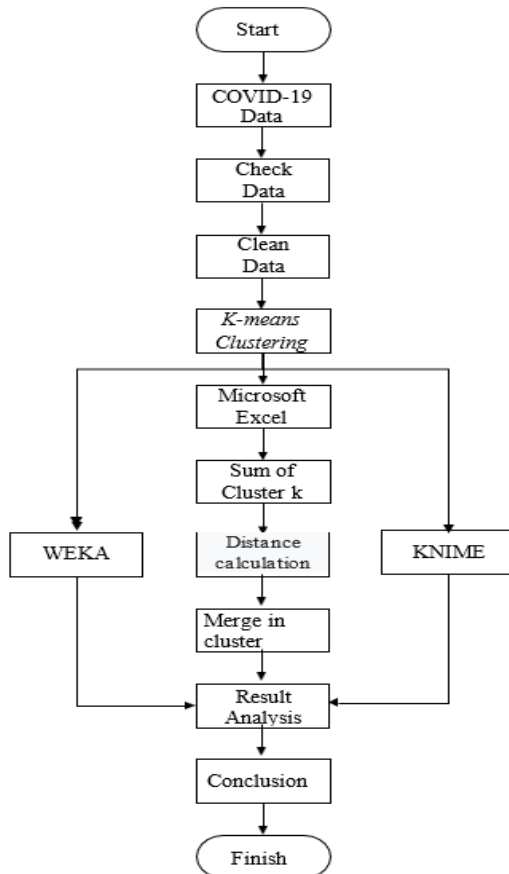 Start
COVID-19
Data
Check
Data
Clean
Data
K-means
Clustering
Microsoft
Excel
Sum of
Cluster k
WEKA
Distance
calculation
KNIME
Merge in
cluster
Result
Analysis
Conclusion
Finish